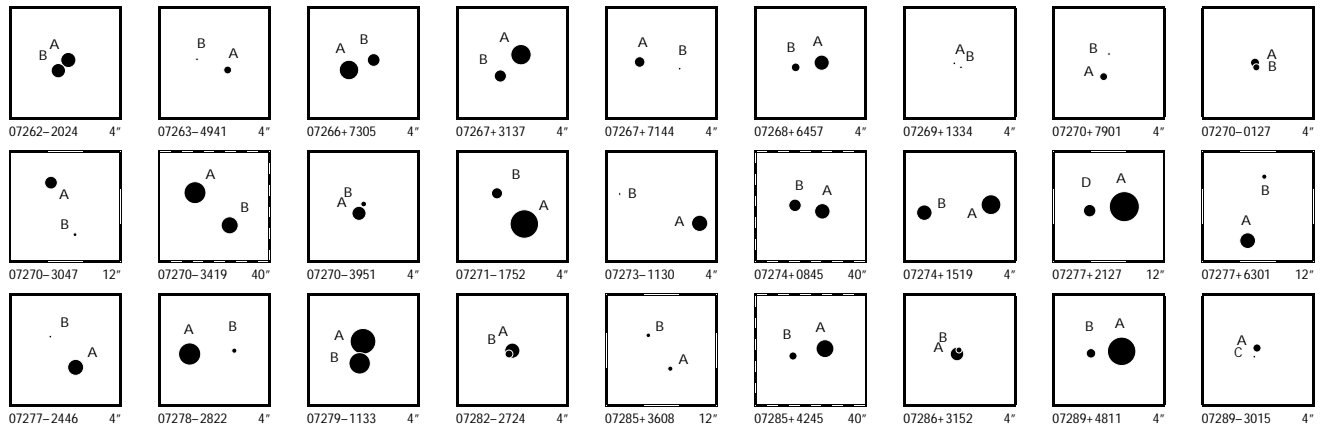 A B
07262−2024 4″
B A
07263−4941 4″
A B
07266+7305 4″
A B
07267+3137 4″
A B
07267+7144 4″
B A
07268+6457 4″
A B
07269+1334 4″
B A
07270+7901 4″
A B
07270−0127 4″
A B
07270−3047 12″
A B
07270−3419 40″
B A
07270−3951 4″
B A
07271−1752 4″
B A
07273−1130 4″
B A
07274+0845 40″
B A
07274+1519 4″
D A
07277+2127 12″
B A
07277+6301 12″
B A
07277−2446 4″
A B
07278−2822 4″
A B
07279−1133 4″
B A
07282−2724 4″
B A
07285+3608 12″
B A
07285+4245 40″
B A
07286+3152 4″
B A
07289+4811 4″
A C
07289−3015 4″